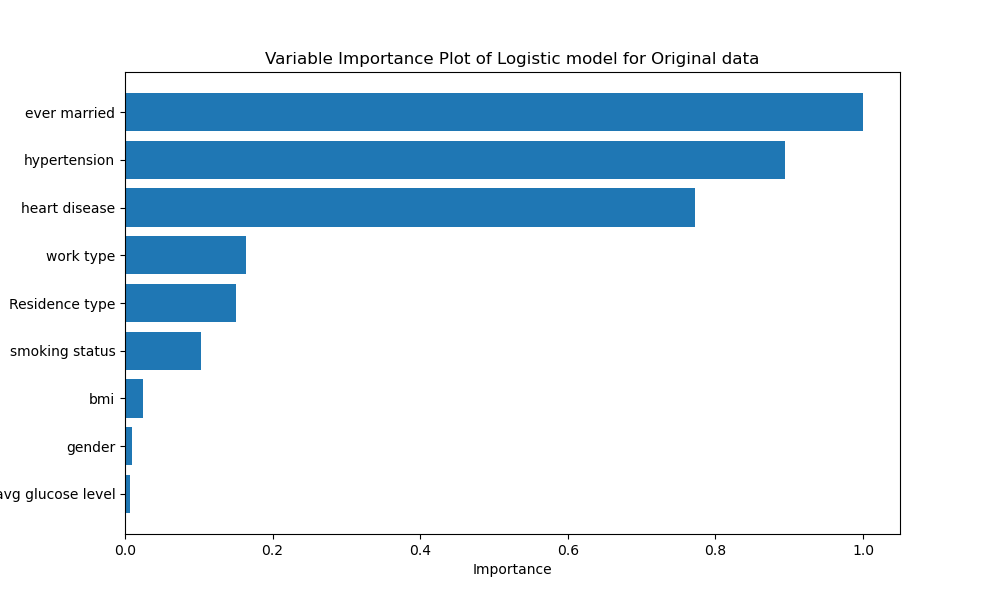 Variable Importance Plot of Logistic model for Original data
ever married
hypertension
heart disease
work type
Residence type
smoking status
bmi
gender
avg glucose level
0.0 0.2 0.4 0.6 0.8 1.0
Importance